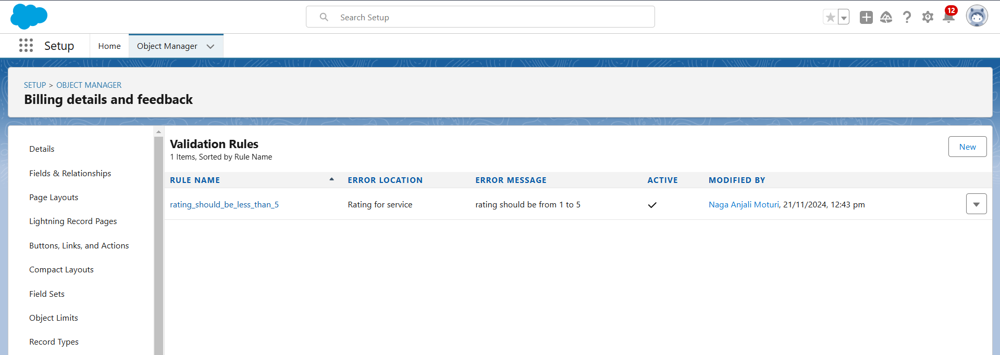 Search Setup
12
Setup
Home
Object Manager
SETUP > OBJECT MANAGER
Billing details and feedback
Details
Fields & Relationships
Page Layouts
Lightning Record Pages
Buttons, Links, and Actions
Compact Layouts
Field Sets
Object Limits
Record Types
Validation Rules
1 Items, Sorted by Rule Name
New
RULE NAME ERROR LOCATION ERROR MESSAGE ACTIVE MODIFIED BY
rating_should_be_less_than_5 Rating for service rating should be from 1 to 5 Naga Anjali Moturi, 21/11/2024, 12:43 pm